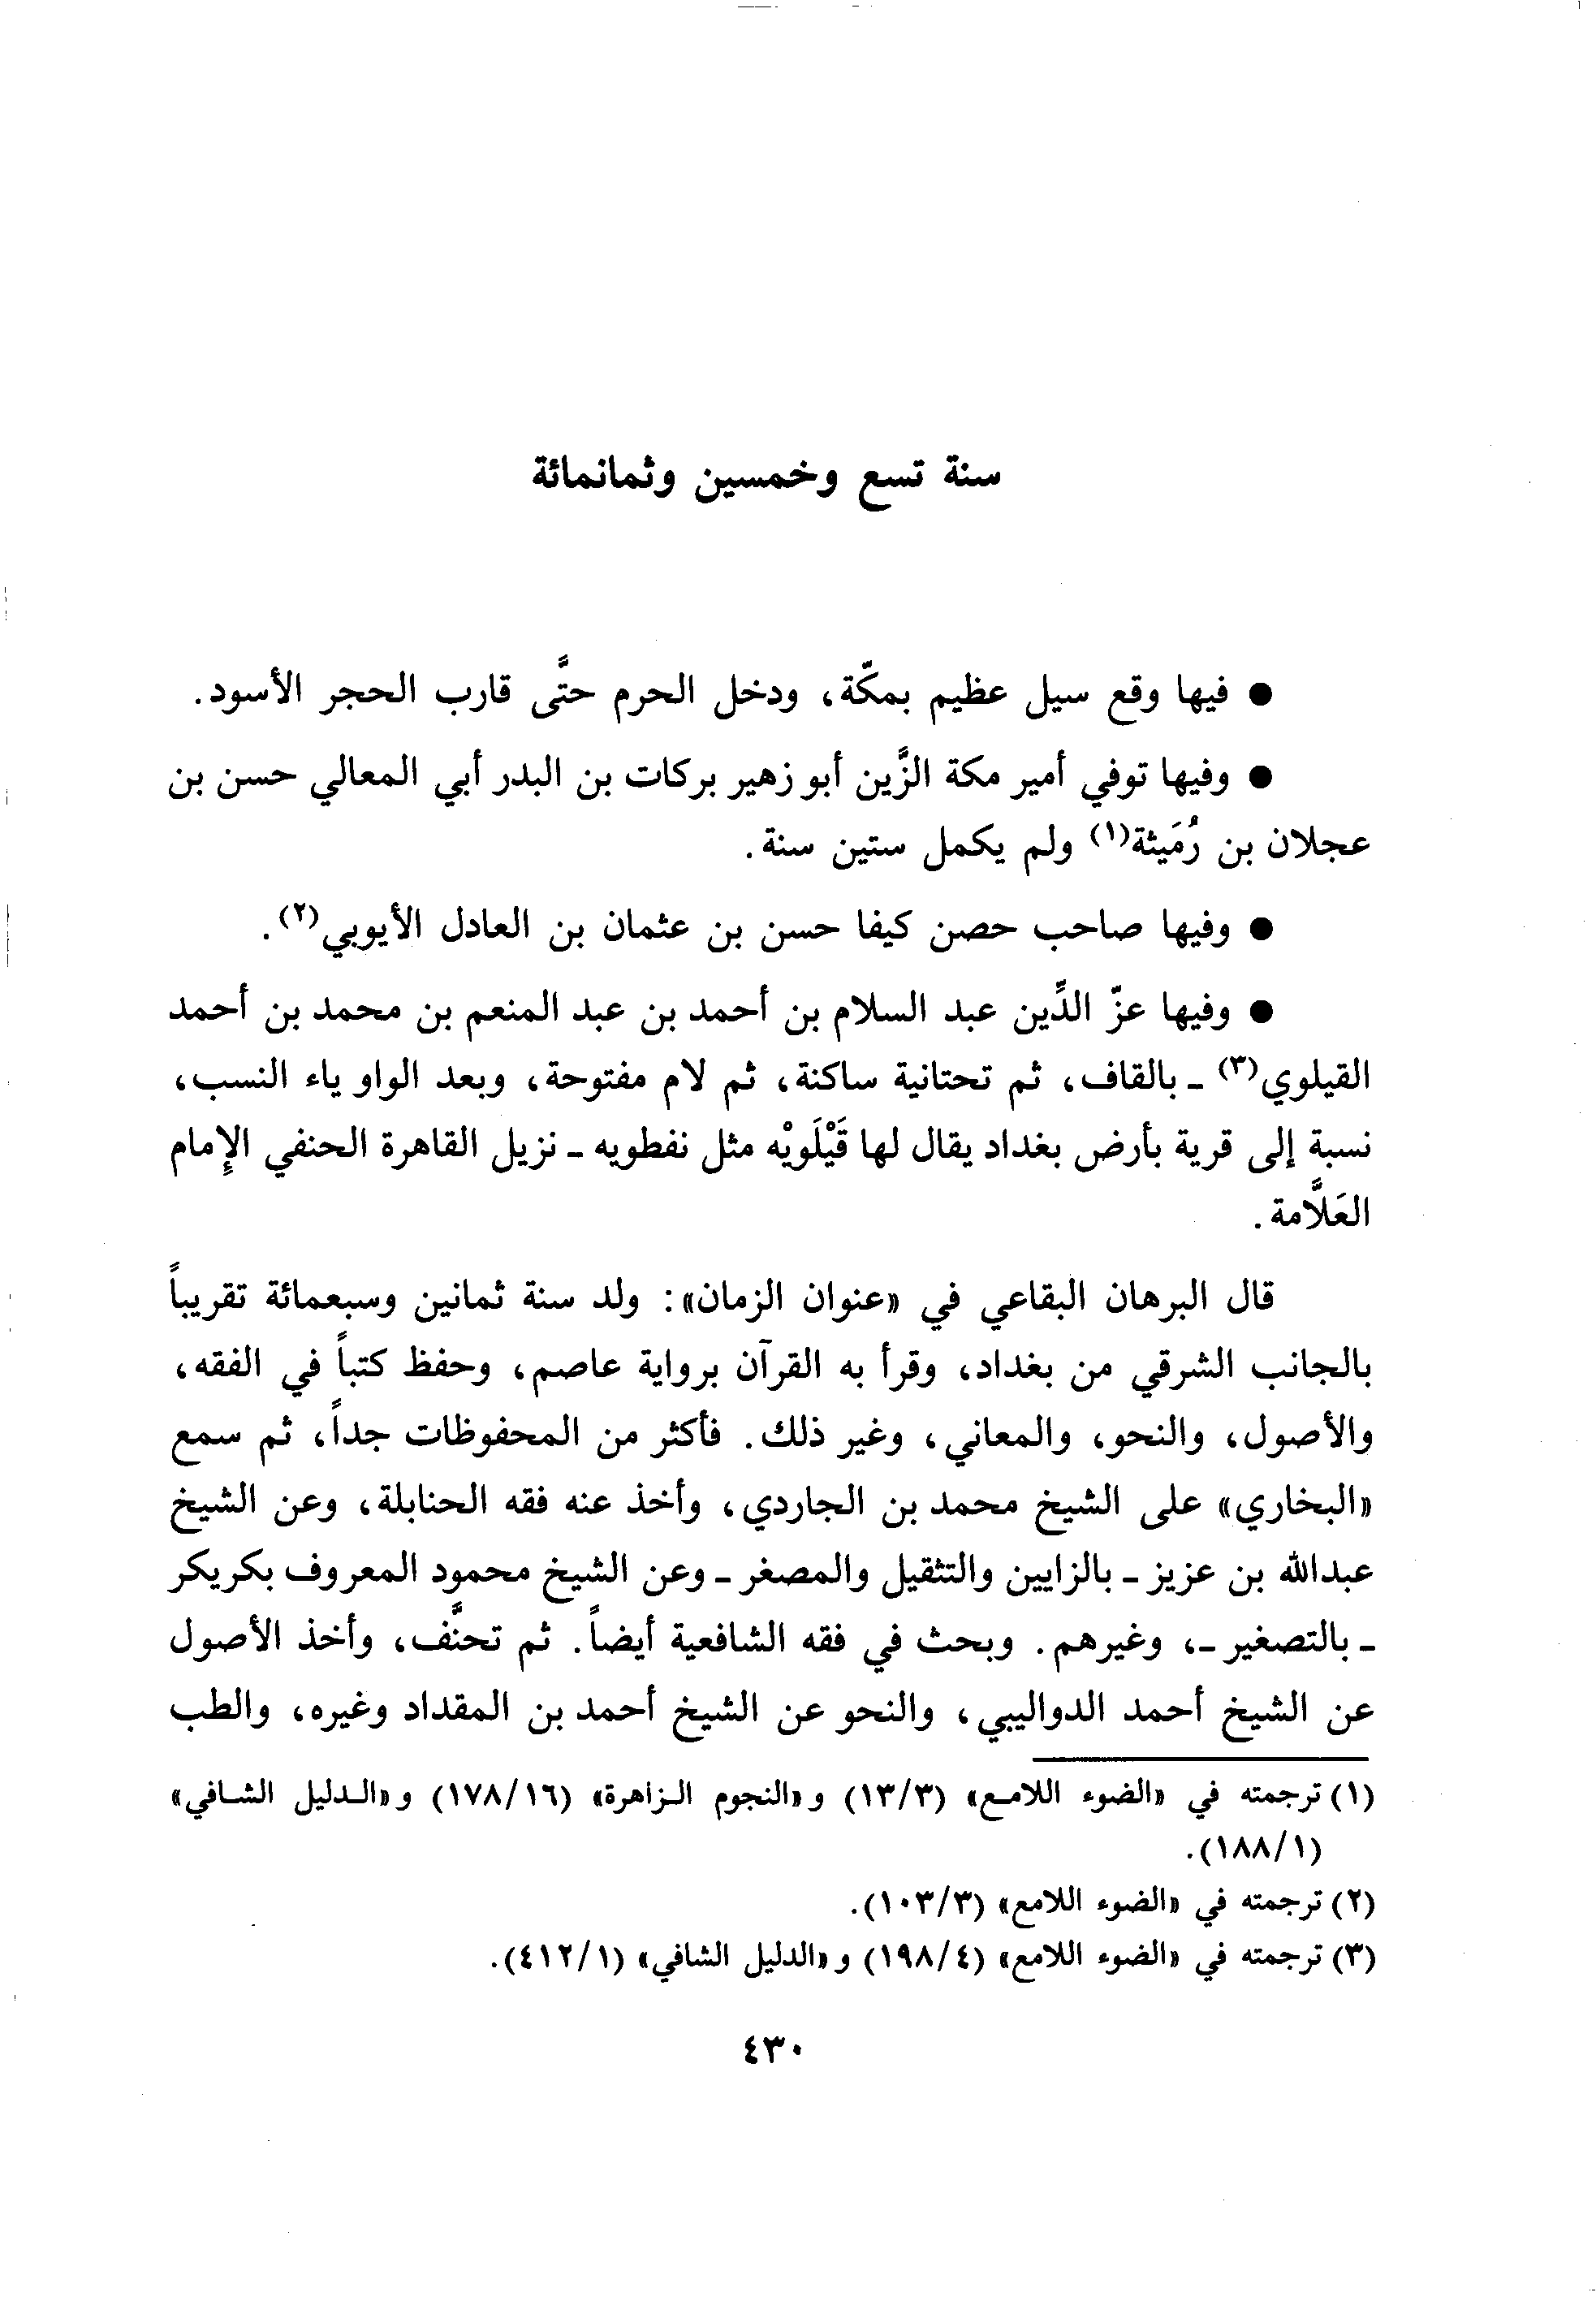 سنة تسع وخمسين وثمانمائة
● فيها وقع سيل عظيم بمكّة، ودخل الحرم حتَّى قارب الحجر الأسود.
● وفيها توفي أمير مكة الزَّين أبو زهير بركات بن البدر أبي المعالي حسن بن
عجلان بن رُمَيثة(١) ولم يكمل ستين سنة.
● وفيها صاحب حصن كيفا حسن بن عثمان بن العادل الأيوبي(٢).
● وفيها عزّ الدِّين عبد السلام بن أحمد بن عبد المنعم بن محمد بن أحمد
القيلوي(٣) ـ بالقاف، ثم تحتانية ساكنة، ثم لام مفتوحة، وبعد الواو ياء النسب،
نسبة إلى قرية بأرض بغداد يقال لها قَيْلَويْه مثل نفطويه ـ نزيل القاهرة الحنفي الإِمام
العَلَّامة.
قال البرهان البقاعي في «عنوان الزمان»: ولد سنة ثمانين وسبعمائة تقريباً
بالجانب الشرقي من بغداد، وقرأ به القرآن برواية عاصم، وحفظ كتباً في الفقه،
والأصول، والنحو، والمعاني، وغير ذلك. فأكثر من المحفوظات جداً، ثم سمع
«البخاري» على الشيخ محمد بن الجاردي، وأخذ عنه فقه الحنابلة، وعن الشيخ
عبدالله بن عزيز ـ بالزايين والتثقيل والمصغر ـ وعن الشيخ محمود المعروف بكريكر
ـ بالتصغير ـ، وغيرهم. وبحث في فقه الشافعية أيضاً. ثم تحنَّف، وأخذ الأصول
عن الشيخ أحمد الدواليبي، والنحو عن الشيخ أحمد بن المقداد وغيره، والطب
(١) ترجمته في «الضوء اللامع» (١٣/٣) و«النجوم الزاهرة» (١٧٨/١٦) و«الدليل الشافي»
(١٨٨/١).
(٢) ترجمته في «الضوء اللامع» (١٠٣/٣).
(٣) ترجمته في «الضوء اللامع» (١٩٨/٤) و«الدليل الشافي» (٤١٢/١).
٤٣٠